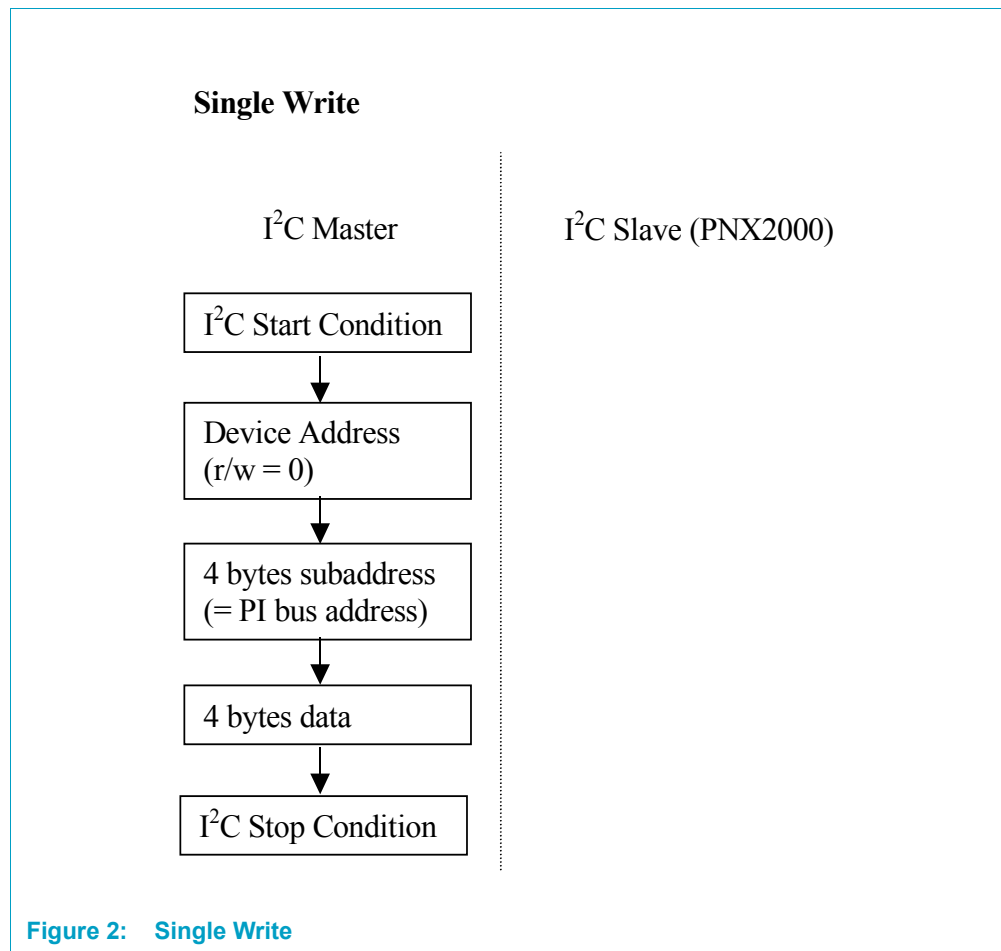 Single Write
I²C Master
I²C Slave (PNX2000)
I²C Start Condition
Device Address
(r/w = 0)
4 bytes subaddress
(= PI bus address)
4 bytes data
I²C Stop Condition
Figure 2: Single Write